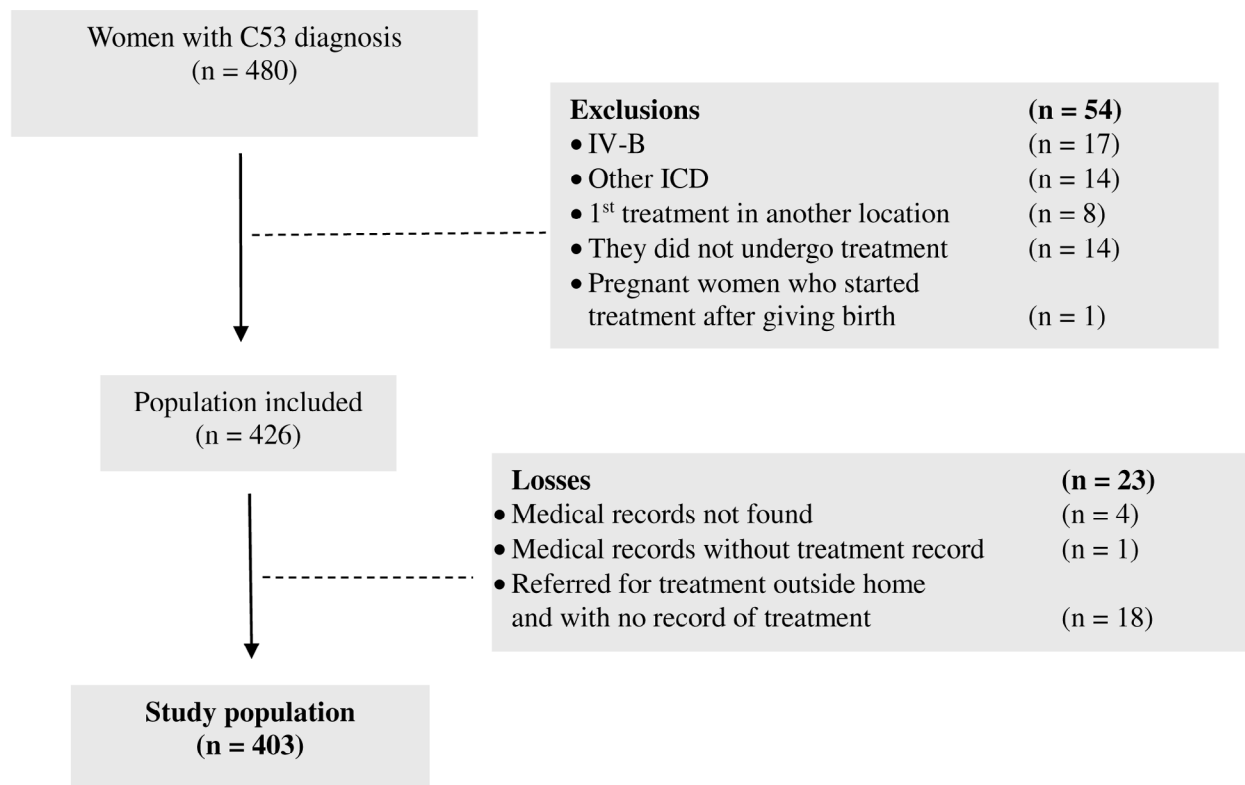 Women with C53 diagnosis
(n = 480)
Exclusions (n = 54)
• IV-B (n = 17)
• Other ICD (n = 14)
• 1st treatment in another location (n = 8)
• They did not undergo treatment (n = 14)
• Pregnant women who started
treatment after giving birth (n = 1)
Population included
(n = 426)
Losses (n = 23)
• Medical records not found (n = 4)
• Medical records without treatment record (n = 1)
• Referred for treatment outside home
and with no record of treatment (n = 18)
Study population
(n = 403)